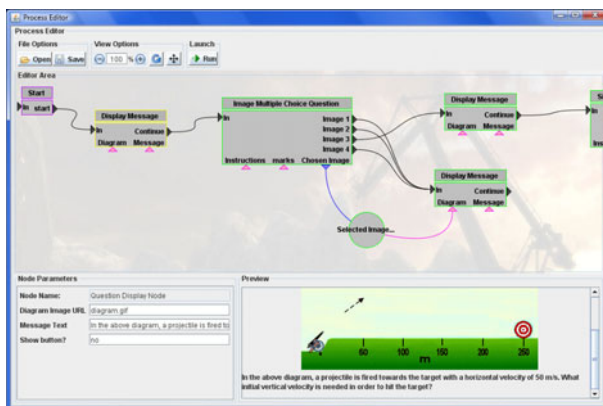 Process Editor
Process Editor
File Options
View Options
Launch
Open
Save
100 %
Run
Editor Area
Start
In start
Display Message
In
Continue
Diagram Message
Image Multiple Choice Question
In
Image 1
Image 2
Image 3
Image 4
Instructions marks Chosen Image
Display Message
In
Continue
Diagram Message
S
In
Display Message
In
Continue
Diagram Message
Selected Image...
Node Parameters
Node Name: Question Display Node
Diagram Image URL diagram.gif
Message Text In the above diagram, a projectile is fired to
Show button? no
Preview
50 100 150 200 250
m
In the above diagram, a projectile is fired towards the target with a horizontal velocity of 50 m/s. What
initial vertical velocity is needed in order to hit the target?